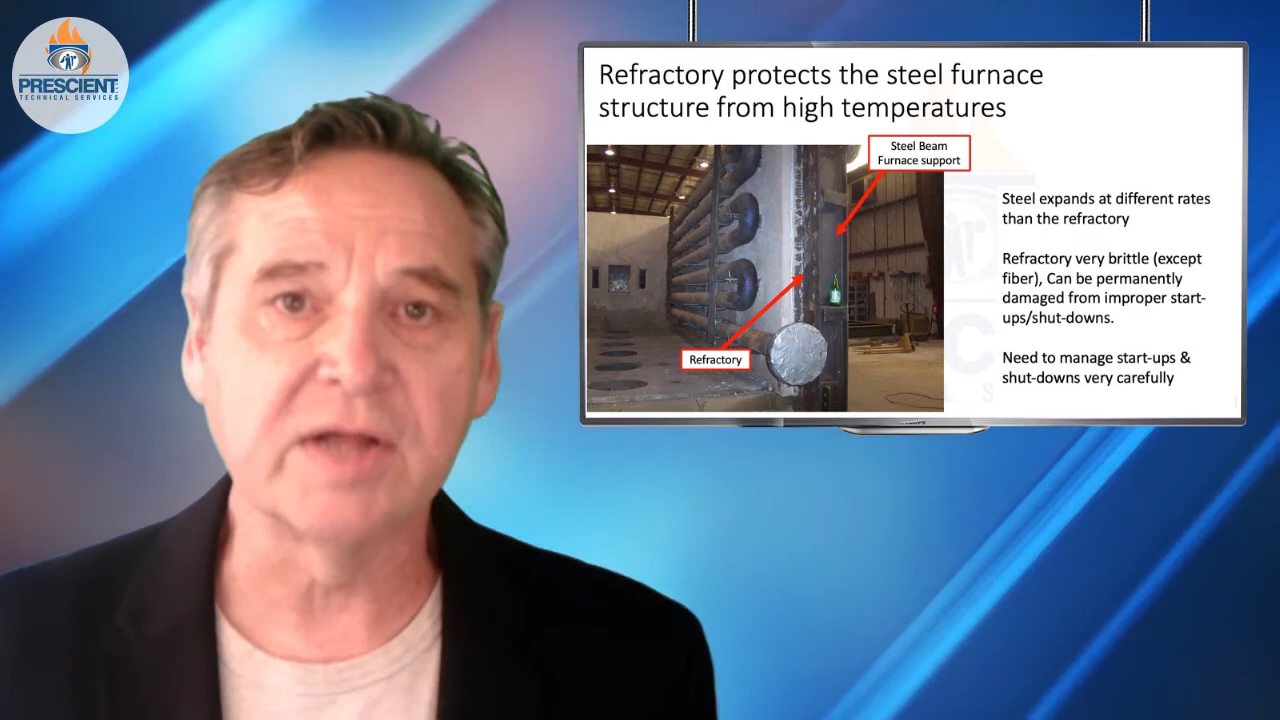 PRESCIENT
TECHNICAL SERVICES
Refractory protects the steel furnace
structure from high temperatures
Steel Beam
Furnace support
Refractory
Steel expands at different rates
than the refractory
Refractory very brittle (except
fiber), Can be permanently
damaged from improper start-
ups/shut-downs.
Need to manage start-ups &
shut-downs very carefully
PHILIPS